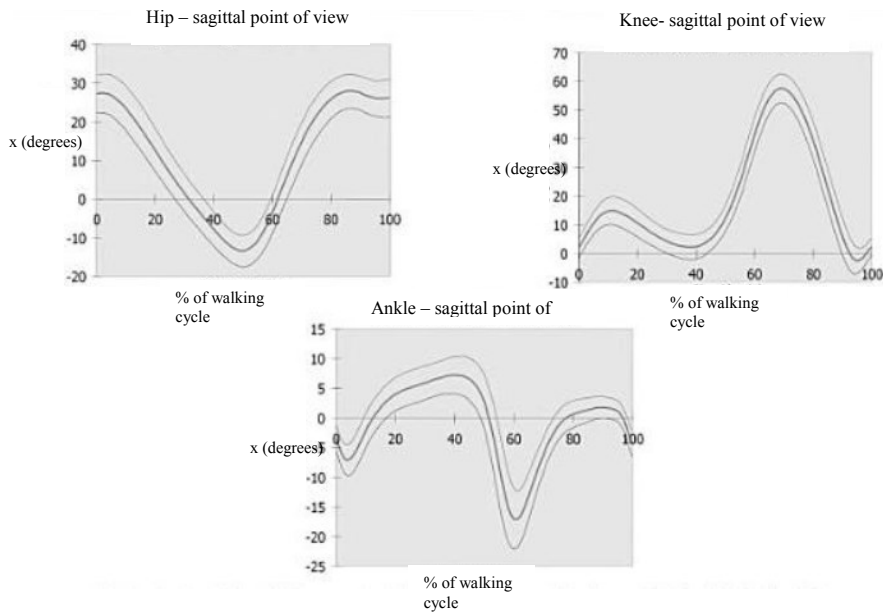 Hip – sagittal point of view
40
30
20
x (degrees)
10
0
0 20 40 60 80 100
-10
-20
% of walking
cycle
Knee- sagittal point of view
70
60
50
40
x (degrees)
30
20
10
0
0 20 40 60 80 100
-10
% of walking
cycle
Ankle – sagittal point of
15
10
5
0
0 20 40 60 80 100
x (degrees)
-5
-10
-15
-20
-25
% of walking
cycle